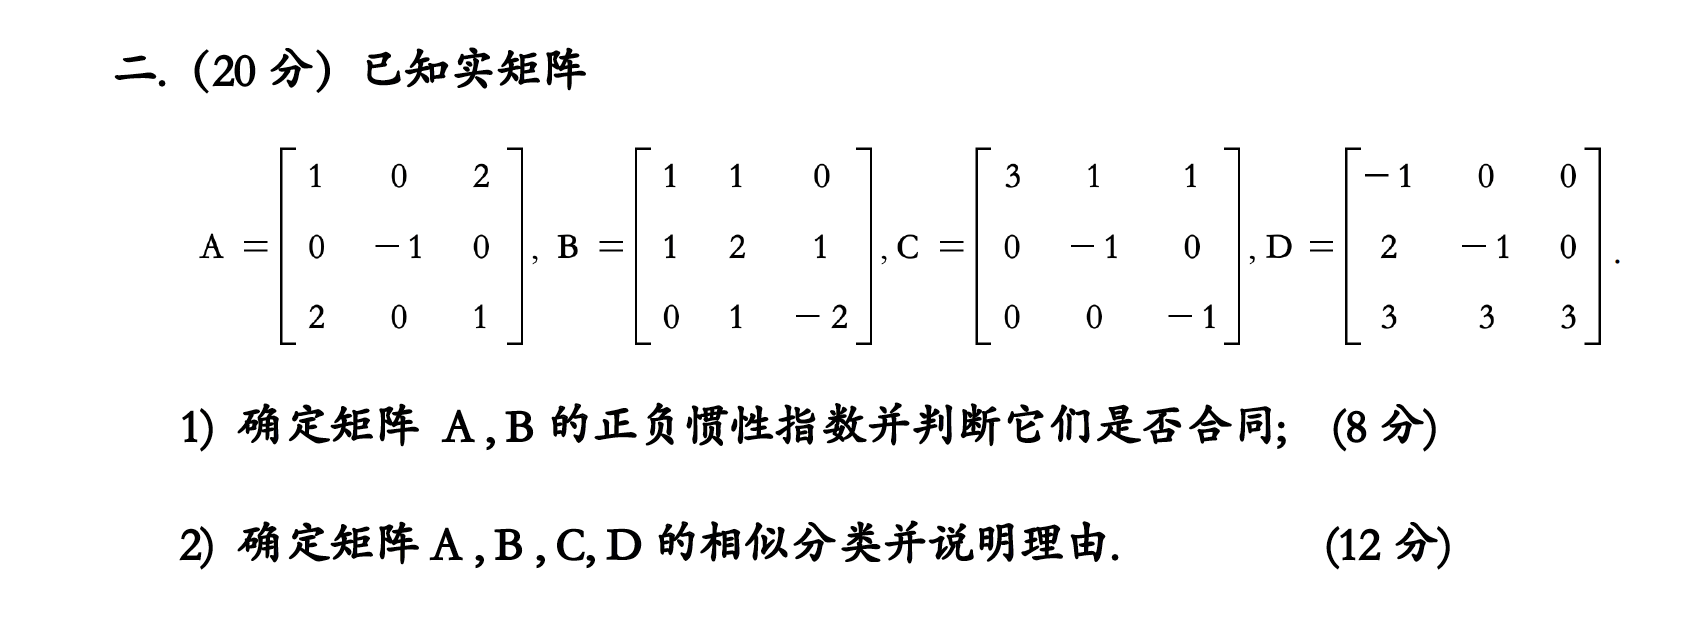 二. （20 分）已知实矩阵
A = [ 1 0 2 ; 0 −1 0 ; 2 0 1 ], B = [ 1 1 0 ; 1 2 1 ; 0 1 −2 ], C = [ 3 1 1 ; 0 −1 0 ; 0 0 −1 ], D = [ −1 0 0 ; 2 −1 0 ; 3 3 3 ].
1) 确定矩阵 A , B 的正负惯性指数并判断它们是否合同; (8 分)
2) 确定矩阵 A , B , C, D 的相似分类并说明理由. (12 分)